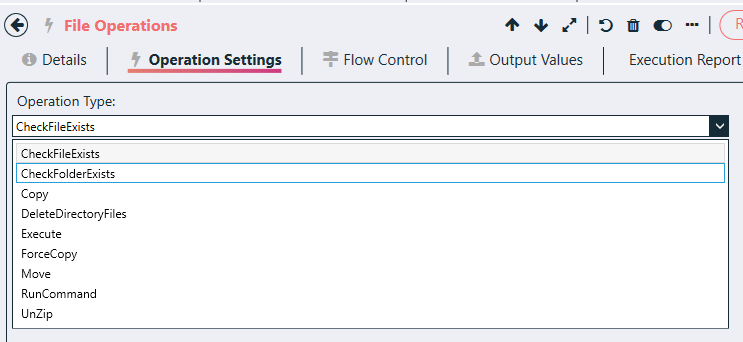 File Operations
R
Details
Operation Settings
Flow Control
Output Values
Execution Report
Operation Type:
CheckFileExists
CheckFileExists
CheckFolderExists
Copy
DeleteDirectoryFiles
Execute
ForceCopy
Move
RunCommand
UnZip